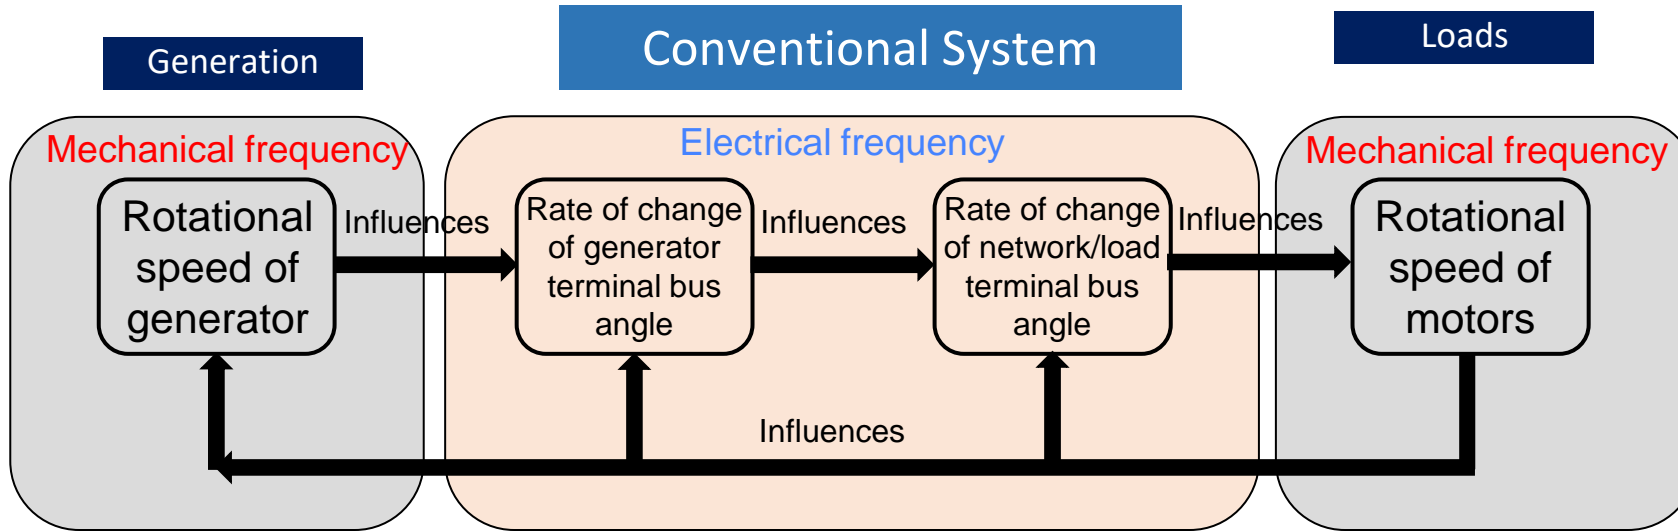 Generation
Conventional System
Loads
Mechanical frequency
Electrical frequency
Mechanical frequency
Rotational
speed of
generator
Influences
Rate of change
of generator
terminal bus
angle
Influences
Rate of change
of network/load
terminal bus
angle
Influences
Rotational
speed of
motors
Influences